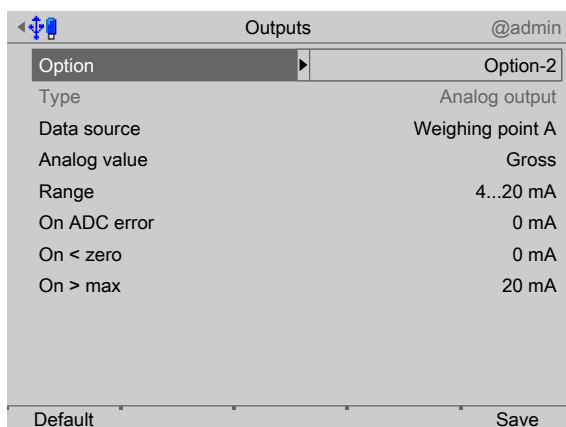 Outputs @admin
Option Option-2
Type Analog output
Data source Weighing point A
Analog value Gross
Range 4...20 mA
On ADC error 0 mA
On < zero 0 mA
On > max 20 mA
Default Save